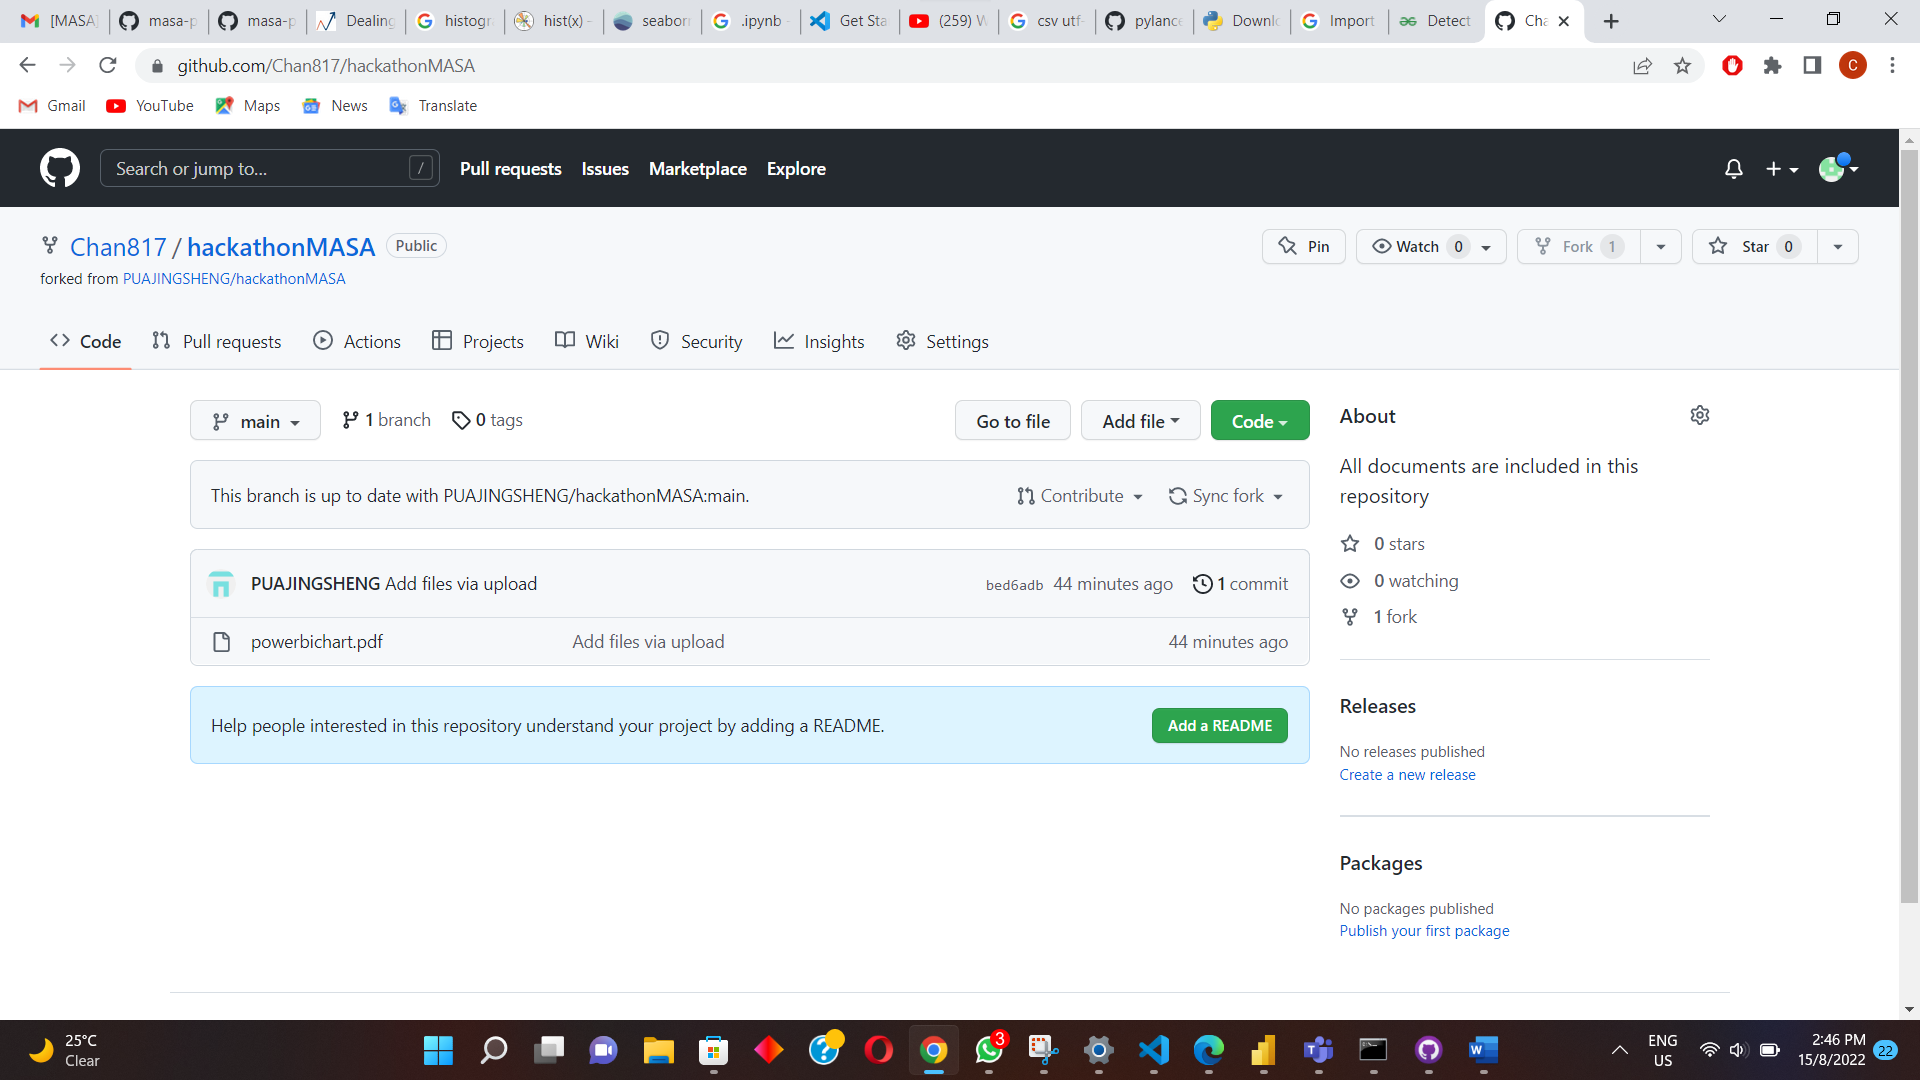 [MASA]
masa-p
masa-p
Dealing
histogra
hist(x) -
seaborn
.ipynb -
Get Sta
(259) W
csv utf-
pylance
Downlo
Import
Detect
Cha
github.com/Chan817/hackathonMASA
C
Gmail YouTube Maps News Translate
Search or jump to... /
Pull requests Issues Marketplace Explore
Chan817 / hackathonMASA Public
Pin Watch 0 Fork 1 Star 0
forked from PUAJINGSHENG/hackathonMASA
Code Pull requests Actions Projects Wiki Security Insights Settings
main 1 branch 0 tags
Go to file Add file Code
This branch is up to date with PUAJINGSHENG/hackathonMASA:main.
Contribute Sync fork
PUAJINGSHENG Add files via upload bed6adb 44 minutes ago 1 commit
powerbichart.pdf Add files via upload 44 minutes ago
Help people interested in this repository understand your project by adding a README.
Add a README
About
All documents are included in this
repository
0 stars
0 watching
1 fork
Releases
No releases published
Create a new release
Packages
No packages published
Publish your first package
25°C
Clear
3
ENG
US
2:46 PM
15/8/2022
22